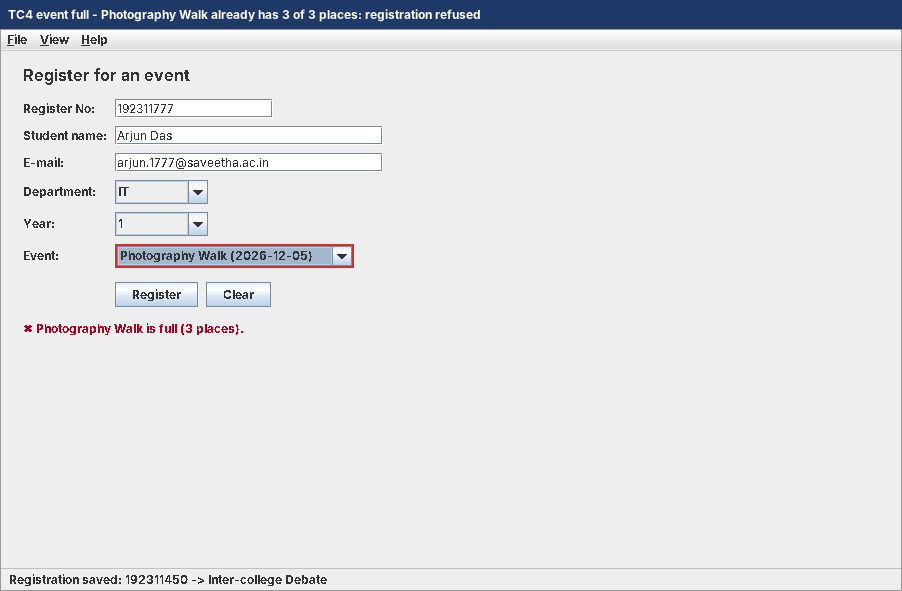 TC4 event full - Photography Walk already has 3 of 3 places: registration refused
File View Help
Register for an event
Register No: 192311777
Student name: Arjun Das
E-mail: arjun.1777@saveetha.ac.in
Department: IT
Year: 1
Event: Photography Walk (2026-12-05)
Register Clear
✖ Photography Walk is full (3 places).
Registration saved: 192311450 -> Inter-college Debate